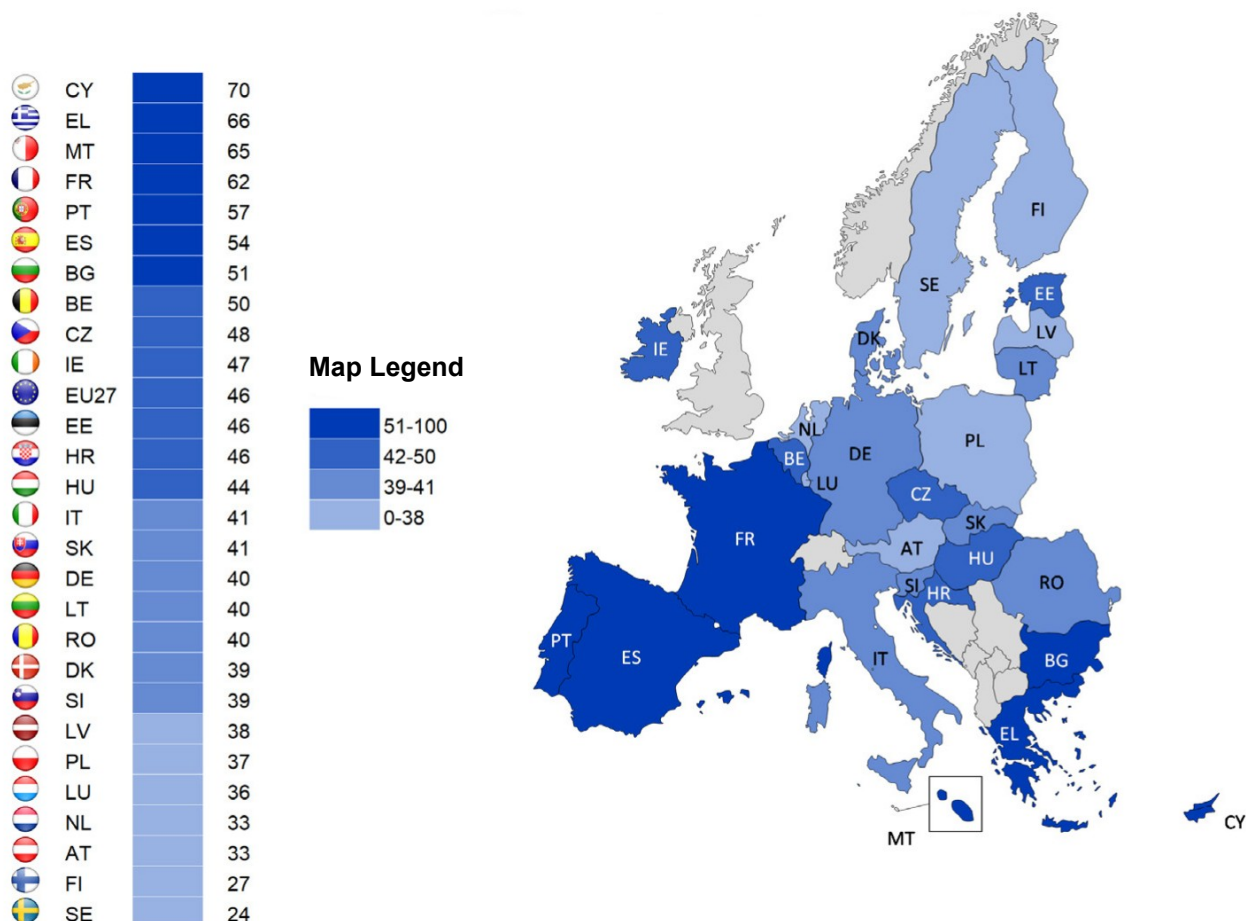 CY 70
EL 66
MT 65
FR 62
PT 57
ES 54
BG 51
BE 50
CZ 48
IE 47
EU27 46
EE 46
HR 46
HU 44
IT 41
SK 41
DE 40
LT 40
RO 40
DK 39
SI 39
LV 38
PL 37
LU 36
NL 33
AT 33
FI 27
SE 24
Map Legend
51-100
42-50
39-41
0-38
FI
SE
EE
LV
LT
DK
IE
NL
PL
BE
DE
LU
CZ
SK
FR
AT
HU
SI
HR
RO
PT
ES
IT
BG
EL
MT
CY